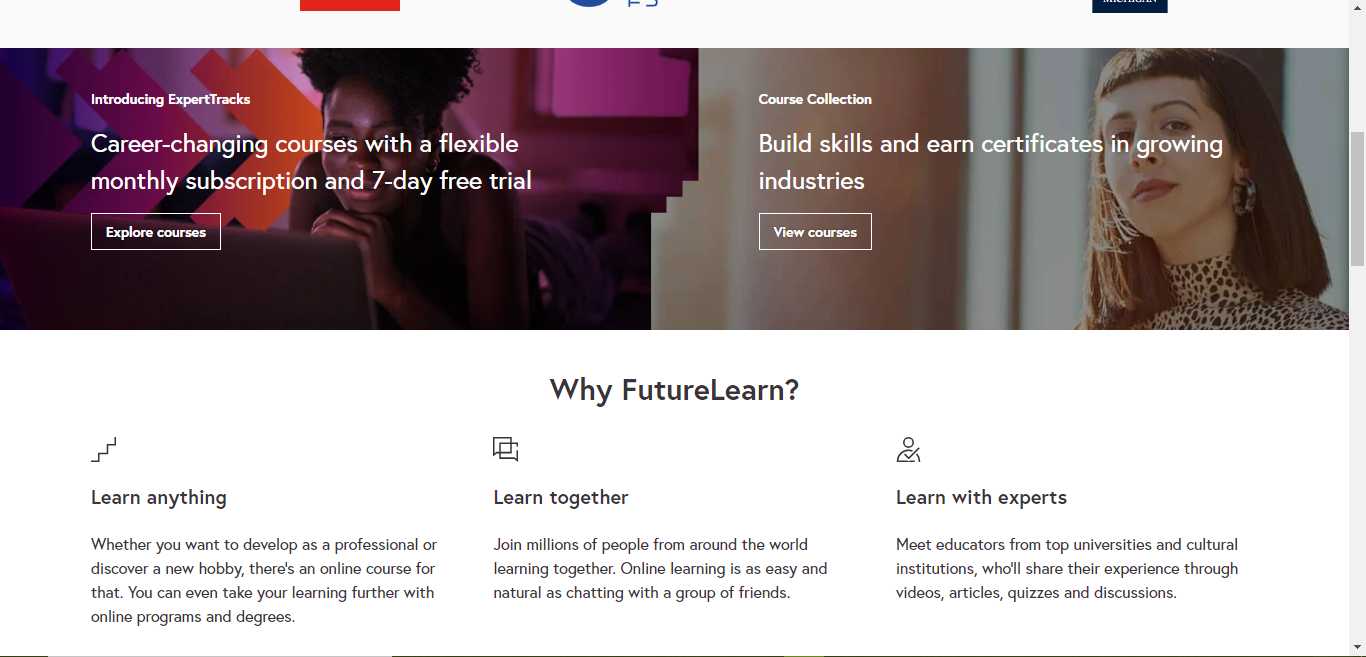 Introducing ExpertTracks
Career-changing courses with a flexible
monthly subscription and 7-day free trial
Explore courses
Course Collection
Build skills and earn certificates in growing
industries
View courses
Why FutureLearn?
Learn anything
Whether you want to develop as a professional or
discover a new hobby, there's an online course for
that. You can even take your learning further with
online programs and degrees.
Learn together
Join millions of people from around the world
learning together. Online learning is as easy and
natural as chatting with a group of friends.
Learn with experts
Meet educators from top universities and cultural
institutions, who'll share their experience through
videos, articles, quizzes and discussions.